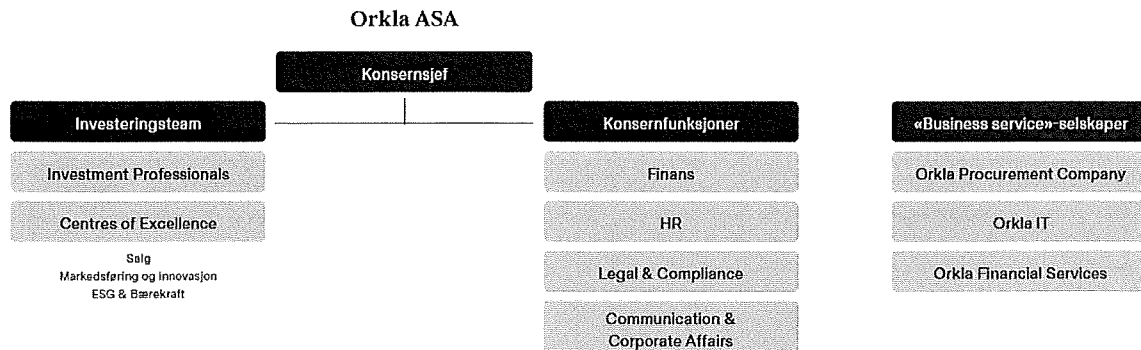 Orkla ASA
Konsernsjef
Investeringsteam
Investment Professionals
Centres of Excellence
Salg
Markedsføring og innovasjon
ESG & Bærekraft
Konsernfunksjoner
Finans
HR
Legal & Compliance
Communication &
Corporate Affairs
«Business service»-selskaper
Orkla Procurement Company
Orkla IT
Orkla Financial Services